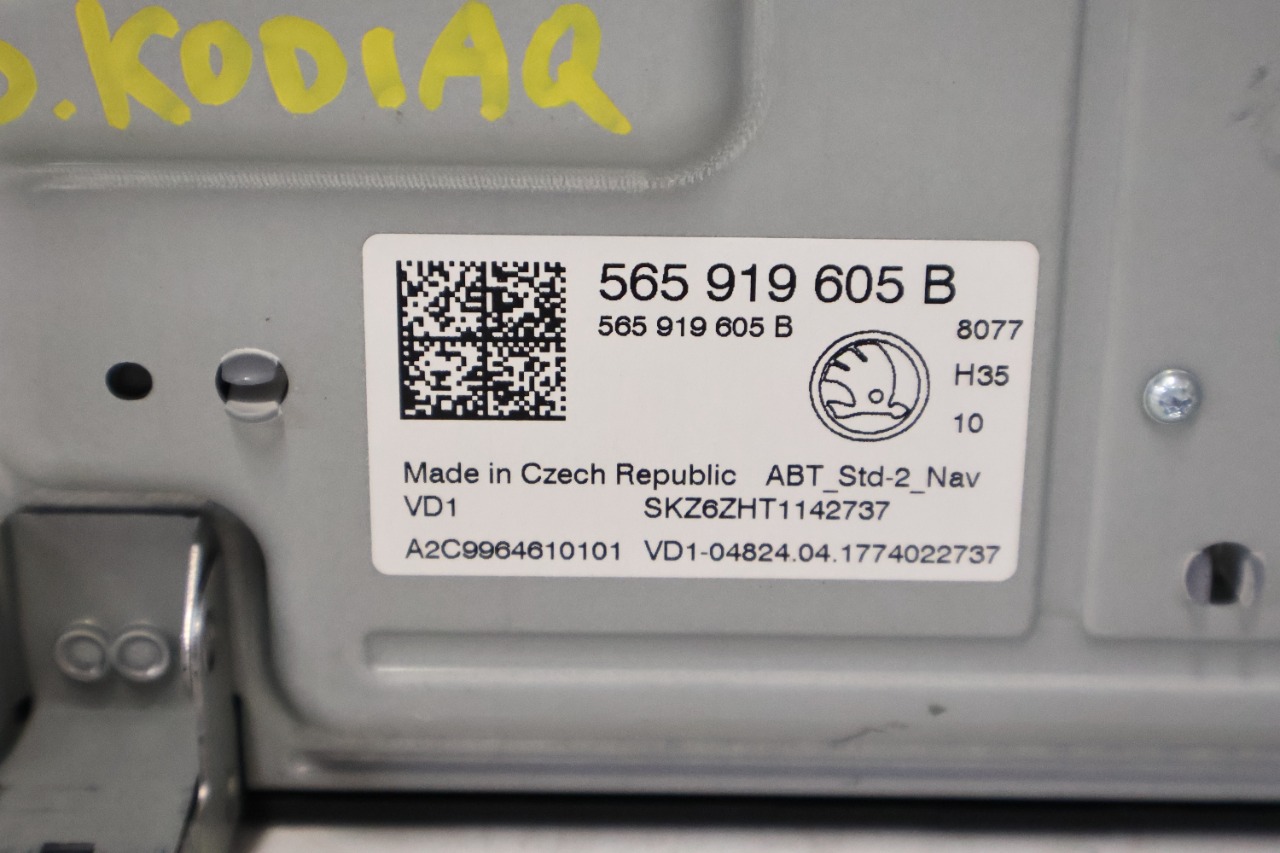 D.KODIAQ
565 919 605 B
565 919 605 B
8077
H35
10
Made in Czech Republic ABT_Std-2_Nav
VD1 SKZ6ZHT1142737
A2C9964610101 VD1-04824.04.1774022737